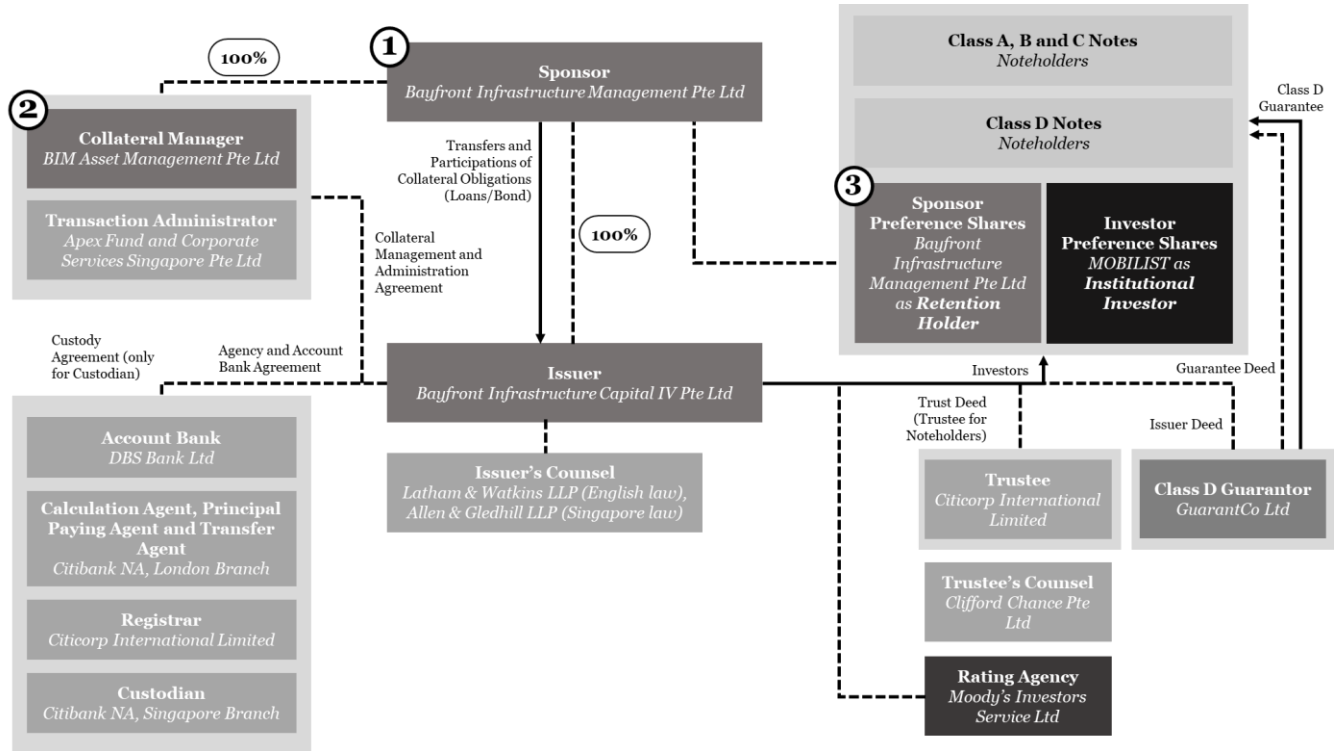 1
100%
Sponsor
Bayfront Infrastructure Management Pte Ltd
2
Collateral Manager
BIM Asset Management Pte Ltd
Transaction Administrator
Apex Fund and Corporate
Services Singapore Pte Ltd
Transfers and
Participations of
Collateral Obligations
(Loans/Bond)
100%
Collateral
Management and
Administration
Agreement
Class A, B and C Notes
Noteholders
Class D Notes
Noteholders
Class D
Guarantee
3
Sponsor
Preference Shares
Bayfront
Infrastructure
Management Pte Ltd
as Retention
Holder
Investor
Preference Shares
MOBILIST as
Institutional
Investor
Custody
Agreement (only
for Custodian)
Agency and Account
Bank Agreement
Issuer
Bayfront Infrastructure Capital IV Pte Ltd
Investors
Guarantee Deed
Trust Deed
(Trustee for
Noteholders)
Issuer Deed
Account Bank
DBS Bank Ltd
Calculation Agent, Principal
Paying Agent and Transfer
Agent
Citibank NA, London Branch
Registrar
Citicorp International Limited
Custodian
Citibank NA, Singapore Branch
Issuer’s Counsel
Latham & Watkins LLP (English law),
Allen & Gledhill LLP (Singapore law)
Trustee
Citicorp International
Limited
Class D Guarantor
GuarantCo Ltd
Trustee’s Counsel
Clifford Chance Pte
Ltd
Rating Agency
Moody’s Investors
Service Ltd